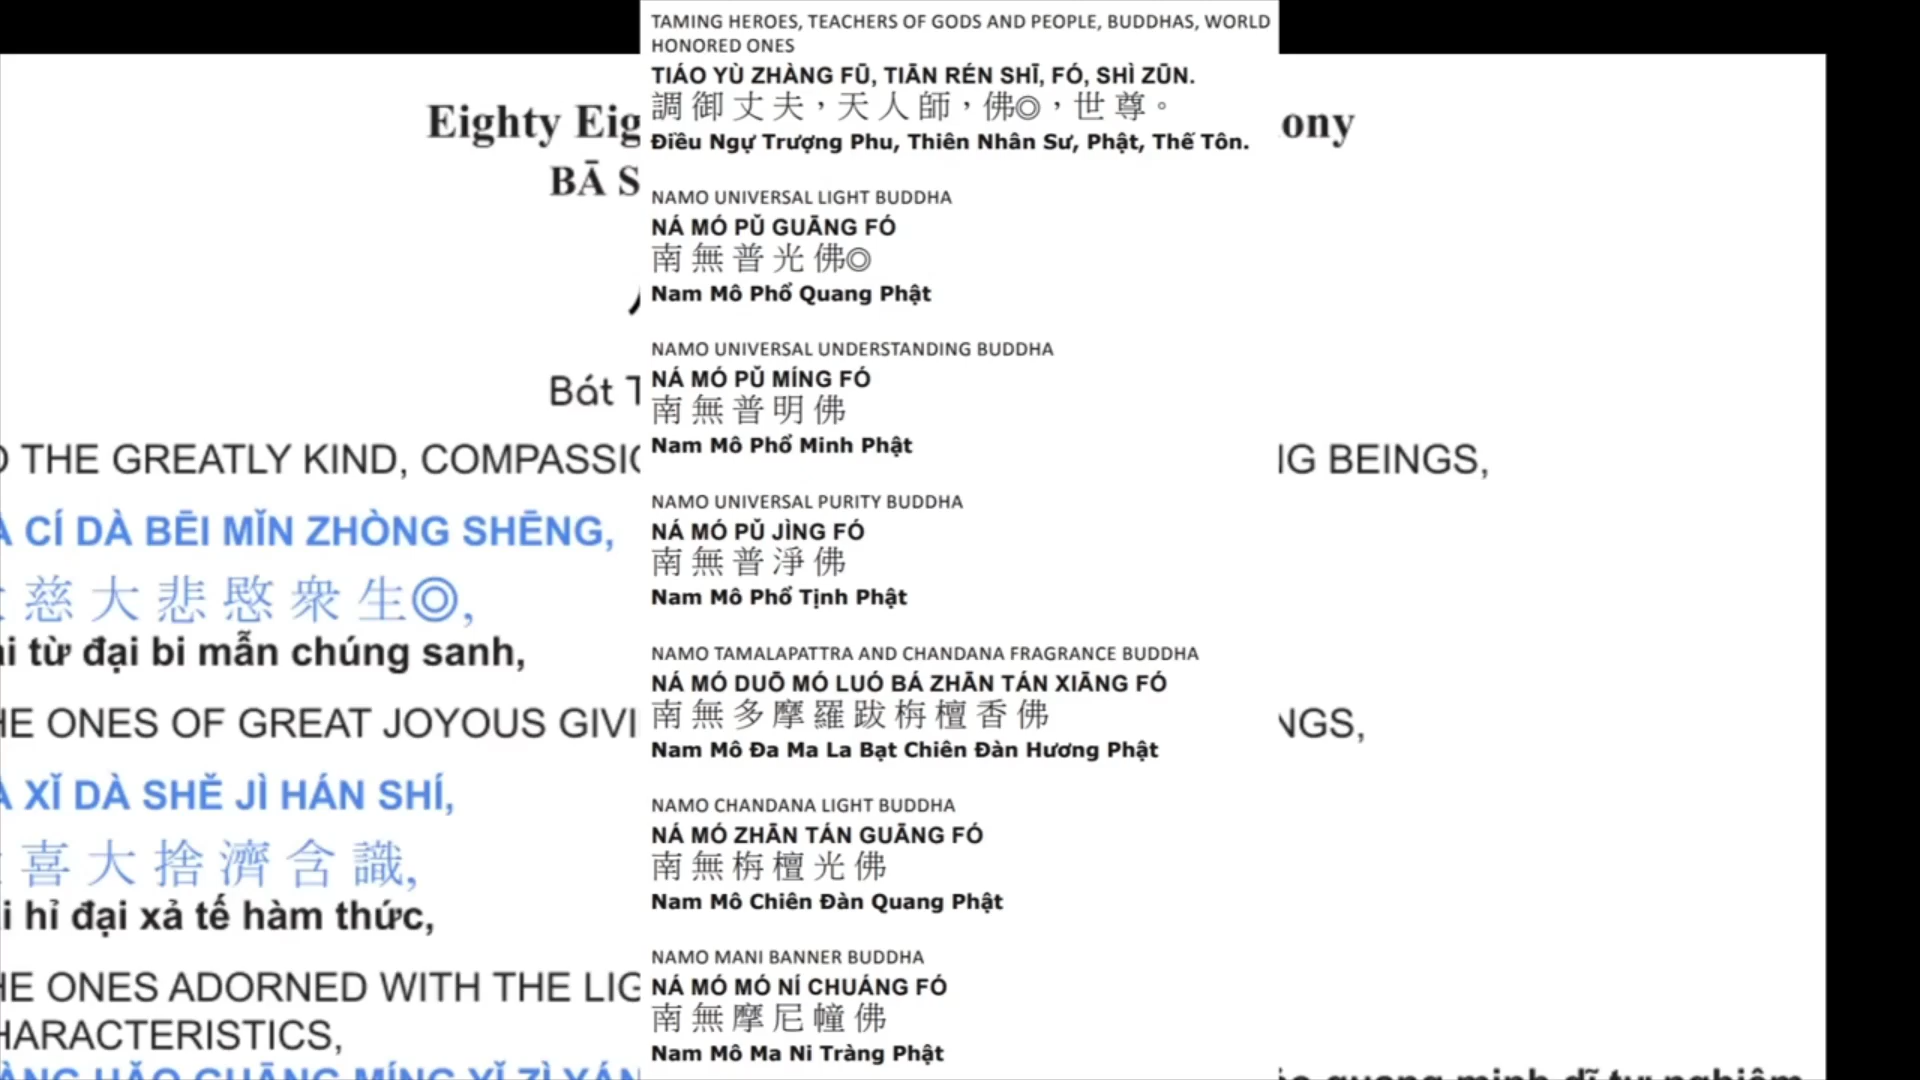 TAMING HEROES, TEACHERS OF GODS AND PEOPLE, BUDDHAS, WORLD
HONORED ONES
TIÁO YÙ ZHÀNG FŪ, TIĀN RÉN SHĪ, FÓ, SHÌ ZŪN.
調御丈夫，天人師，佛◎，世尊。
Điều Ngự Trượng Phu, Thiên Nhân Sư, Phật, Thế Tôn.
NAMO UNIVERSAL LIGHT BUDDHA
NÁ MÓ PǓ GUĀNG FÓ
南無普光佛◎
Nam Mô Phổ Quang Phật
NAMO UNIVERSAL UNDERSTANDING BUDDHA
NÁ MÓ PǓ MÍNG FÓ
南無普明佛
Nam Mô Phổ Minh Phật
NAMO UNIVERSAL PURITY BUDDHA
NÁ MÓ PǓ JÌNG FÓ
南無普淨佛
Nam Mô Phổ Tịnh Phật
NAMO TAMALAPATTRA AND CHANDANA FRAGRANCE BUDDHA
NÁ MÓ DUŌ MÓ LUÓ BÁ ZHĀN TÁN XIĀNG FÓ
南無多摩羅跋栴檀香佛
Nam Mô Đa Ma La Bạt Chiên Đàn Hương Phật
NAMO CHANDANA LIGHT BUDDHA
NÁ MÓ ZHĀN TÁN GUĀNG FÓ
南無栴檀光佛
Nam Mô Chiên Đàn Quang Phật
NAMO MANI BANNER BUDDHA
NÁ MÓ MÓ NÍ CHUÁNG FÓ
南無摩尼幢佛
Nam Mô Ma Ni Tràng Phật
Eighty Eig ony
BĀ S
Bát T
THE GREATLY KIND, COMPASSIO NG BEINGS,
CÍ DÀ BĒI MǏN ZHÒNG SHĒNG,
慈大悲愍衆生◎,
từ đại bi mẫn chúng sanh,
HE ONES OF GREAT JOYOUS GIVI NGS,
XǏ DÀ SHĚ JÌ HÁN SHÍ,
喜大捨濟含識,
hỉ đại xả tế hàm thức,
HE ONES ADORNED WITH THE LIG
HARACTERISTICS,